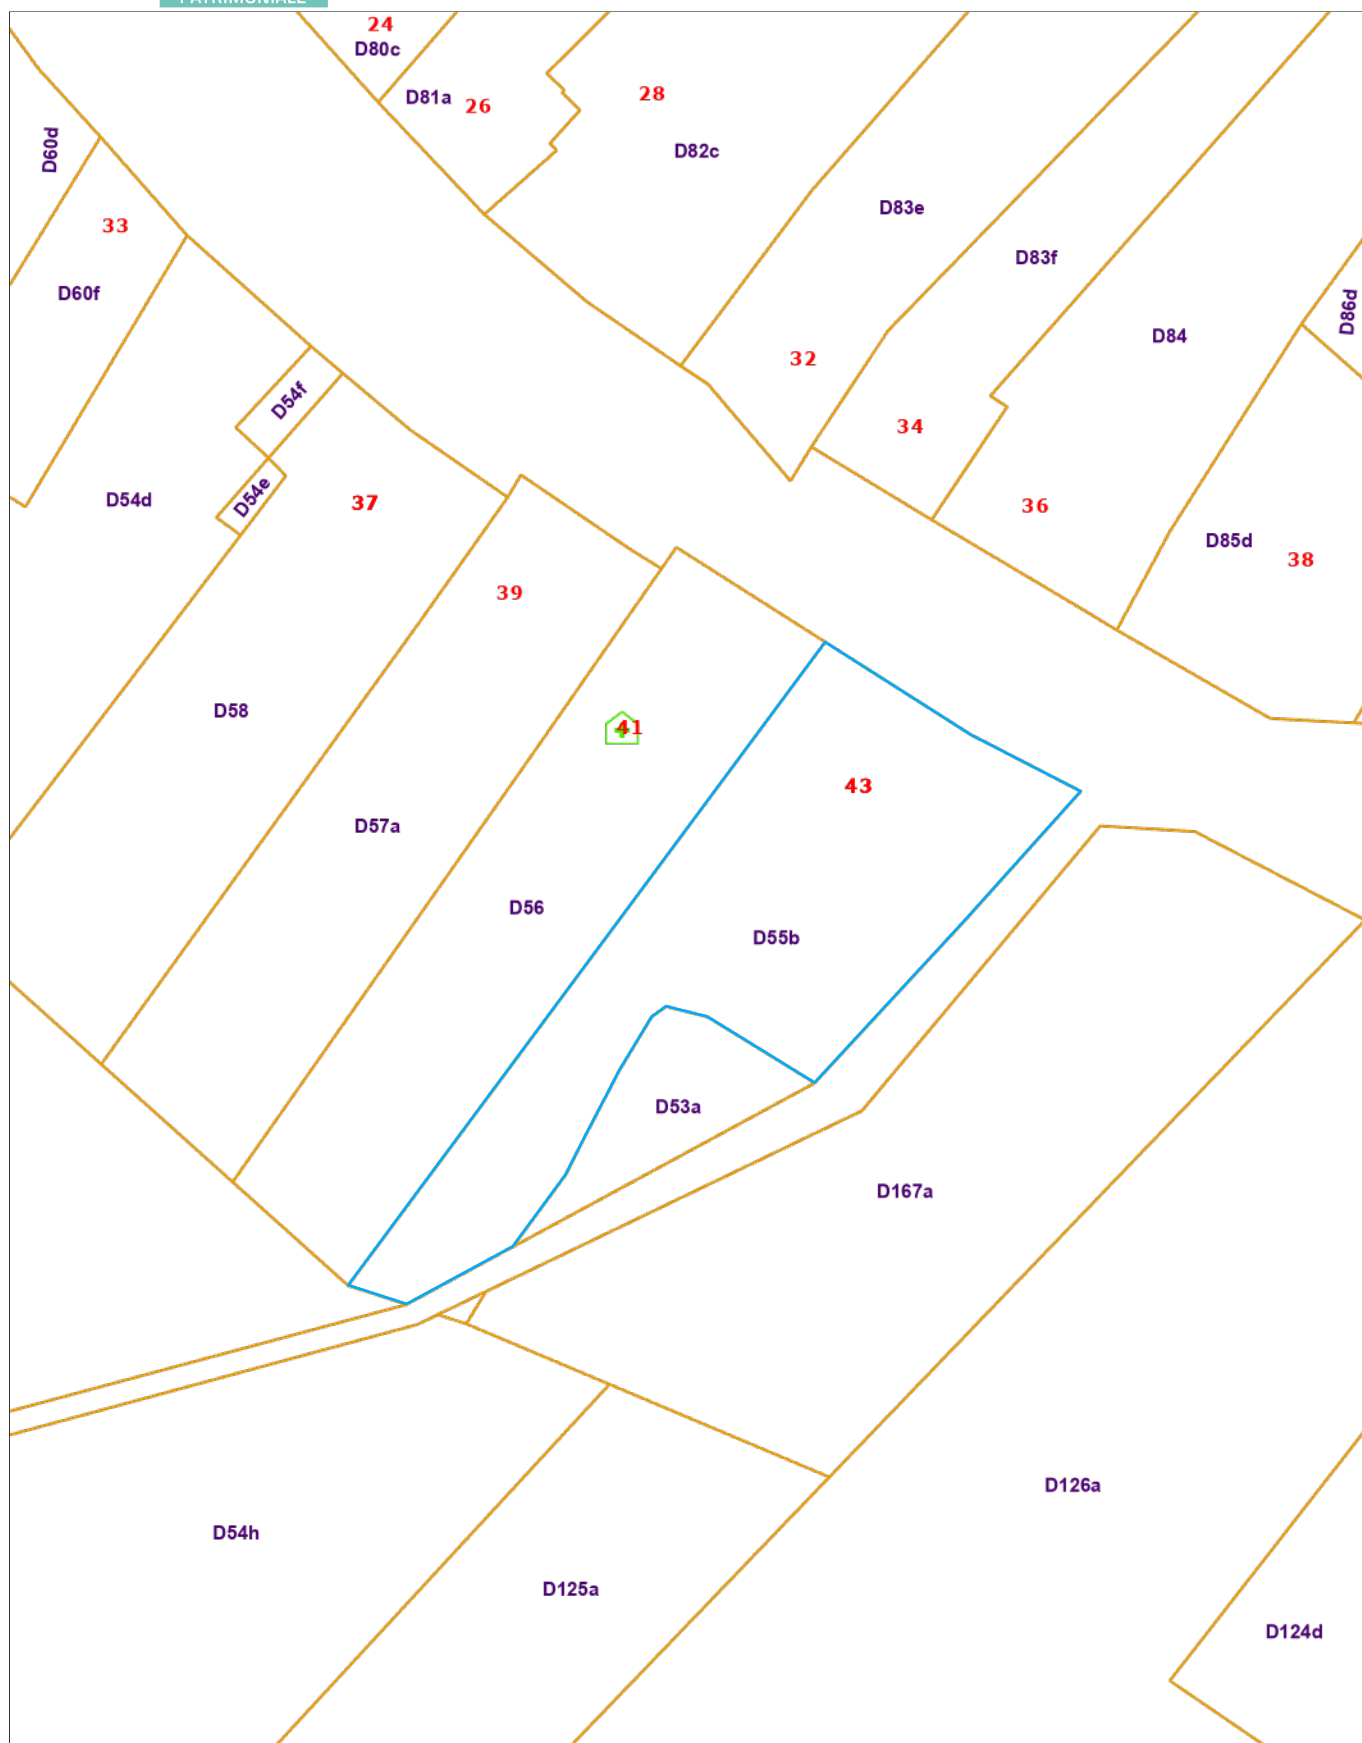 PATRIMONIALE
24
D80c
D81a
26
28
D82c
D60d
33
D60f
D83e
D83f
D86d
D84
32
34
36
D85d
38
D54f
D54e
D54d
37
39
D58
41
43
D57a
D56
D55b
D53a
D167a
D126a
D54h
D125a
D124d